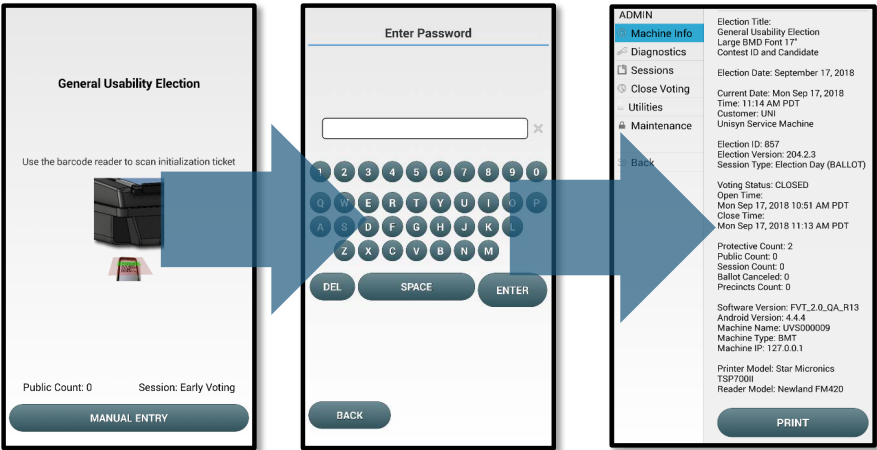 General Usability Election
Use the barcode reader to scan initialization ticket
Public Count: 0 Session: Early Voting
MANUAL ENTRY
Enter Password
1 2 3 4 5 6 7 8 9 0
Q W E R T Y U I O P
A S D F G H J K L
Z X C V B N M
DEL SPACE ENTER
BACK
ADMIN
Machine Info
Diagnostics
Sessions
Close Voting
Utilities
Maintenance
Back
Election Title:
General Usability Election
Large BMD Font 17"
Contest ID and Candidate
Election Date: September 17, 2018
Current Date: Mon Sep 17, 2018
Time: 11:14 AM PDT
Customer: UNI
Unisyn Service Machine
Election ID: 857
Election Version: 204.2.3
Session Type: Election Day (BALLOT)
Voting Status: CLOSED
Open Time:
Mon Sep 17, 2018 10:51 AM PDT
Close Time:
Mon Sep 17, 2018 11:13 AM PDT
Protective Count: 2
Public Count: 0
Session Count: 0
Ballot Canceled: 0
Precincts Count: 0
Software Version: FVT_2.0_QA_R13
Android Version: 4.4.4
Machine Name: UVS000009
Machine Type: BMT
Machine IP: 127.0.0.1
Printer Model: Star Micronics
TSP700II
Reader Model: Newland FM420
PRINT